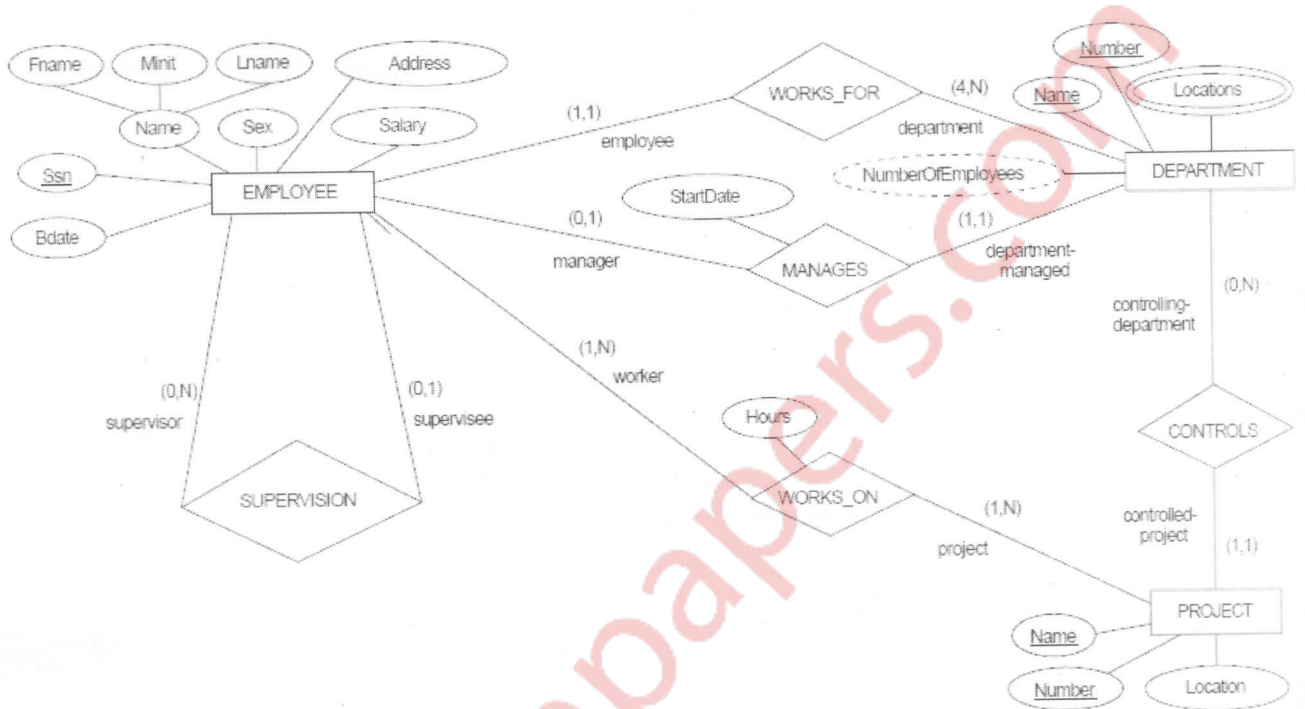 Number
Fname
Minit
Lname
Address
Locations
WORKS_FOR
(4,N)
Name
(1,1)
Name
Sex
Salary
department
employee
Ssn
NumberOfEmployees
DEPARTMENT
EMPLOYEE
StartDate
(0,1)
(1,1)
Bdate
manager
MANAGES
department-
managed
(0,N)
controlling-
department
(1,N)
worker
(0,N)
(0,1)
supervisor
supervisee
Hours
CONTROLS
SUPERVISION
WORKS_ON
(1,N)
controlled-
project
project
(1,1)
PROJECT
Name
Number
Location
papers.com